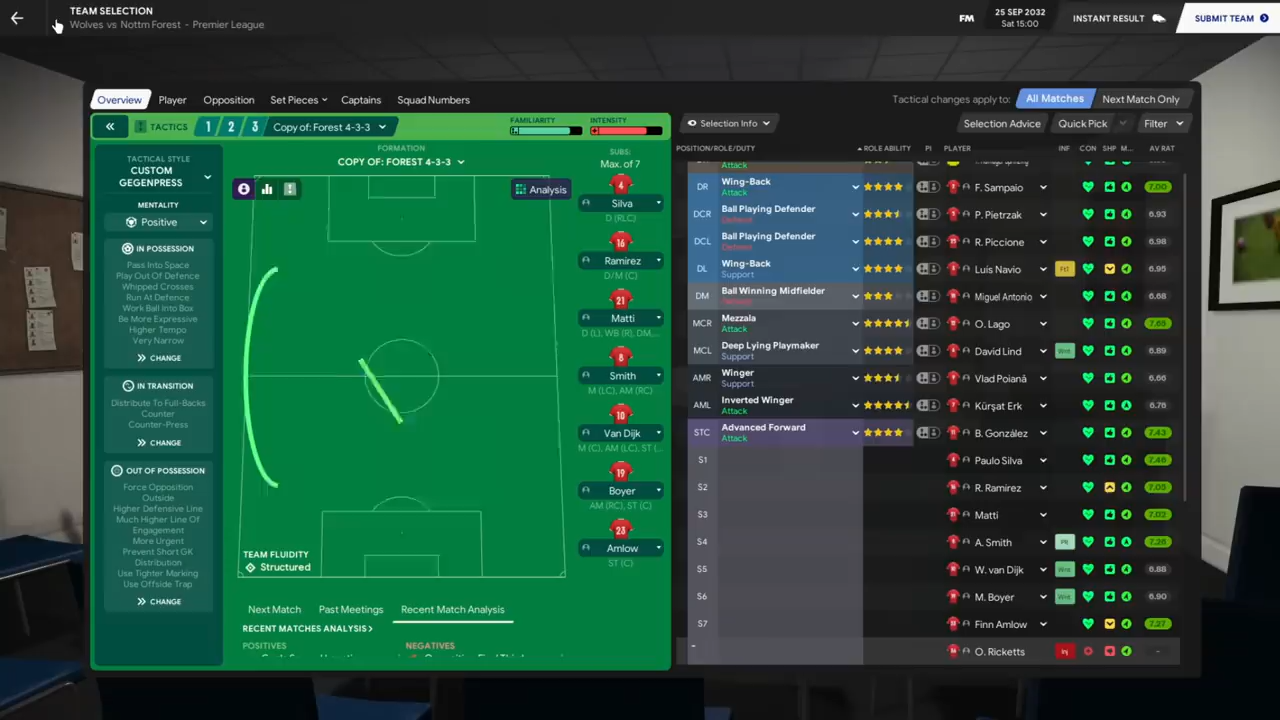 TEAM SELECTION
Wolves vs Nottm Forest - Premier League
FM
25 SEP 2032
Sat 15:00
INSTANT RESULT
SUBMIT TEAM
Overview
Player
Opposition
Set Pieces
Captains
Squad Numbers
Tactical changes apply to:
All Matches
Next Match Only
TACTICS
1
2
3
Copy of: Forest 4-3-3
FAMILIARITY
INTENSITY
TACTICAL STYLE
CUSTOM
GEGENPRESS
MENTALITY
Positive
IN POSSESSION
Pass Into Space
Play Out Of Defence
Whipped Crosses
Run At Defence
Work Ball Into Box
Be More Expressive
Higher Tempo
Very Narrow
CHANGE
IN TRANSITION
Distribute To Full-Backs
Counter
Counter-Press
CHANGE
OUT OF POSSESSION
Force Opposition
Outside
Higher Defensive Line
Much Higher Line Of
Engagement
More Urgent
Prevent Short GK
Distribution
Use Tighter Marking
Use Offside Trap
CHANGE
FORMATION
COPY OF: FOREST 4-3-3
Analysis
TEAM FLUIDITY
Structured
SUBS:
Max. of 7
4
Silva
D (RLC)
16
Ramírez
D/M (C)
21
Matti
D (L), WB (R), DM,...
8
Smith
M (LC), AM (RC)
10
Van Dijk
M (C), AM (LC), ST (...
19
Boyer
AM (RC), ST (C)
23
Amlow
ST (C)
Next Match
Past Meetings
Recent Match Analysis
RECENT MATCHES ANALYSIS >
POSITIVES
NEGATIVES
Selection Info
Selection Advice
Quick Pick
Filter
POSITION/ROLE/DUTY
ROLE ABILITY
PI
PLAYER
INF
CON
SHP
M...
AV RAT
Attack
DR Wing-Back F. Sampaio 7.00
Attack
DCR Ball Playing Defender P. Pietrzak 6.93
Defend
DCL Ball Playing Defender R. Piccione 6.98
Defend
DL Wing-Back Luís Navio Ft1 6.95
Support
DM Ball Winning Midfielder Miguel Antonio 6.68
MCR Mezzala O. Lago 7.65
Attack
MCL Deep Lying Playmaker David Lind Wnt 6.89
Support
AMR Winger Vlad Poiană 6.66
Support
AML Inverted Winger Kürşat Erk 6.76
Attack
STC Advanced Forward B. González 7.43
Attack
S1 Paulo Silva 7.46
S2 R. Ramírez 7.05
S3 Matti 7.02
S4 A. Smith 7.26
S5 W. van Dijk Wnt 6.88
S6 M. Boyer Wnt 6.90
S7 Finn Amlow 7.27
- O. Ricketts Inj -